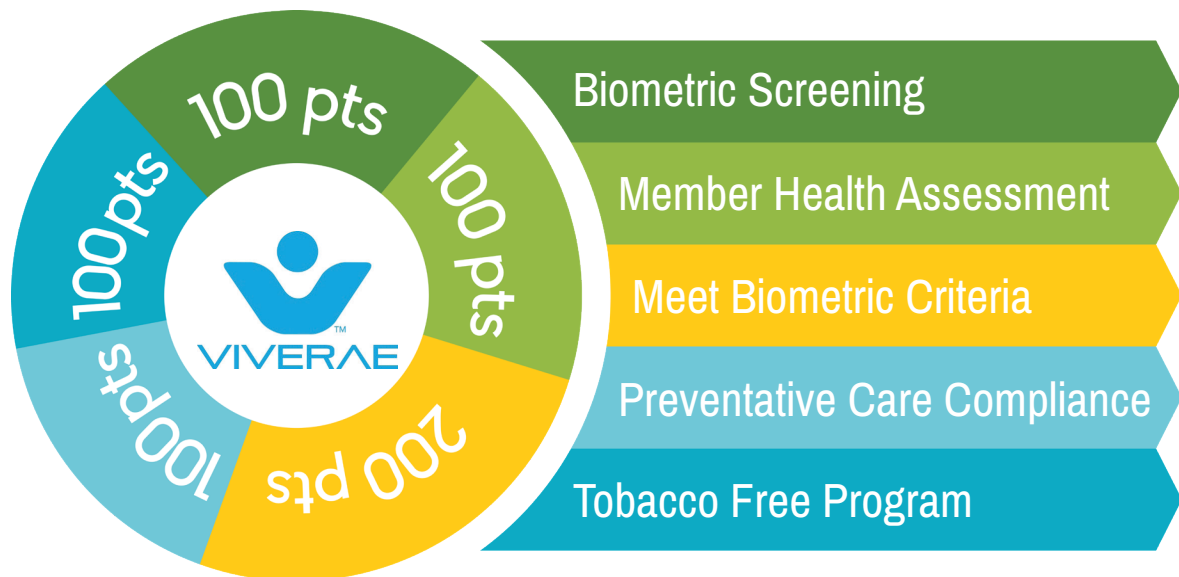 100 pts
100 pts
200 pts
100pts
100pts
VIVERAE™
Biometric Screening
Member Health Assessment
Meet Biometric Criteria
Preventative Care Compliance
Tobacco Free Program